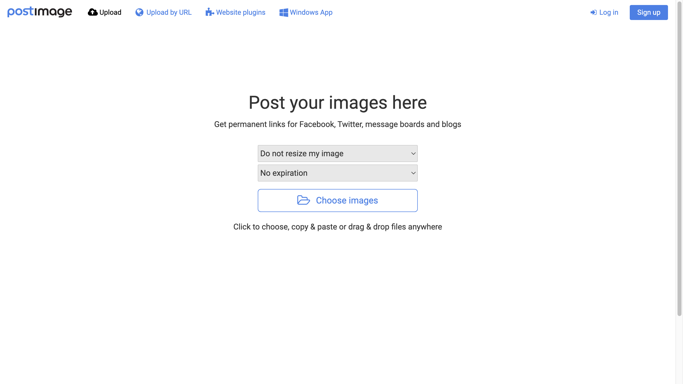 postimage Upload Upload by URL Website plugins Windows App Log in Sign up
Post your images here
Get permanent links for Facebook, Twitter, message boards and blogs
Do not resize my image
No expiration
Choose images
Click to choose, copy & paste or drag & drop files anywhere